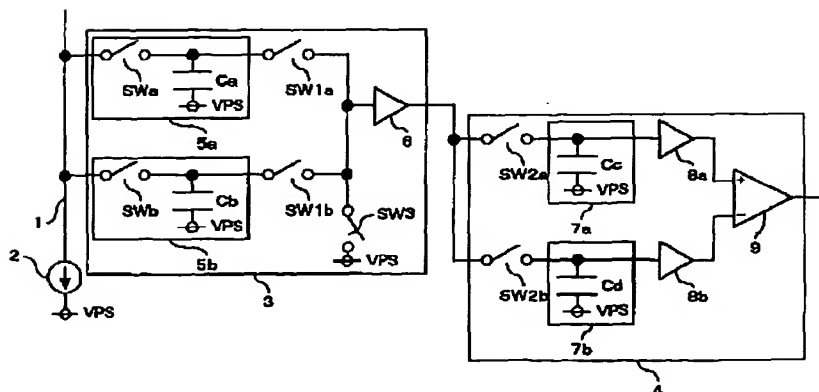 SWa
Ca
VPS
SW1a
5a
6
SWb
Cb
VPS
SW1b
SW3
VPS
5b
1
2
VPS
3
SW2a
Cc
VPS
7a
8a
+
-
9
SW2b
Cd
VPS
7b
8b
4